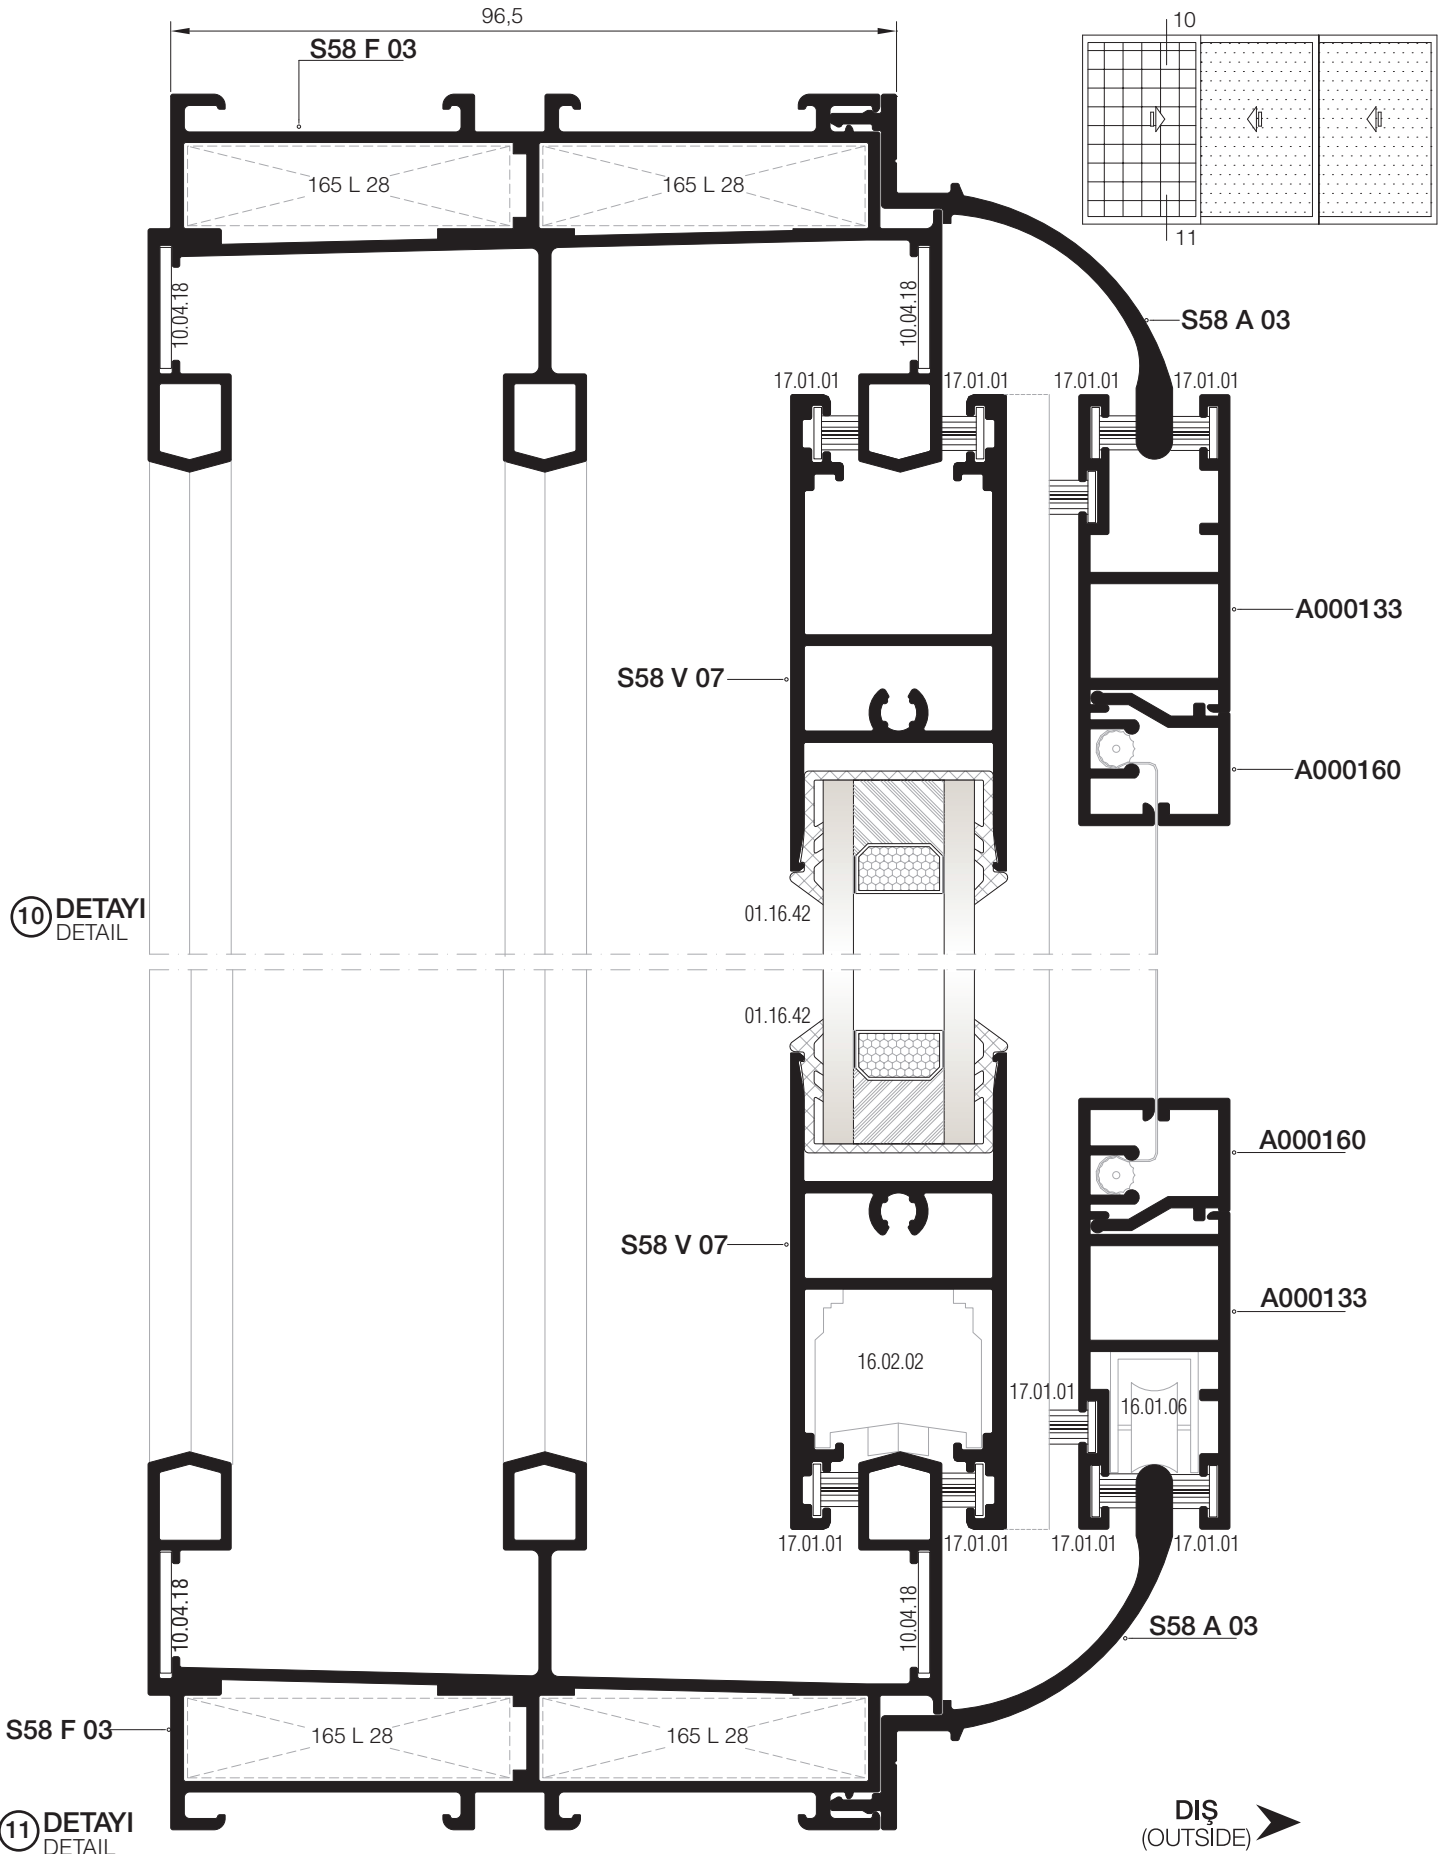 96,5
S58 F 03
10
165 L 28
165 L 28
11
10.04.18
10.04.18
S58 A 03
17.01.01
17.01.01
17.01.01
17.01.01
A000133
S58 V 07
A000160
10 DETAYI
DETAIL
01.16.42
01.16.42
A000160
S58 V 07
A000133
16.02.02
17.01.01
16.01.06
17.01.01
17.01.01
17.01.01
17.01.01
10.04.18
10.04.18
S58 A 03
S58 F 03
165 L 28
165 L 28
11 DETAYI
DETAIL
DIŞ
(OUTSİDE)